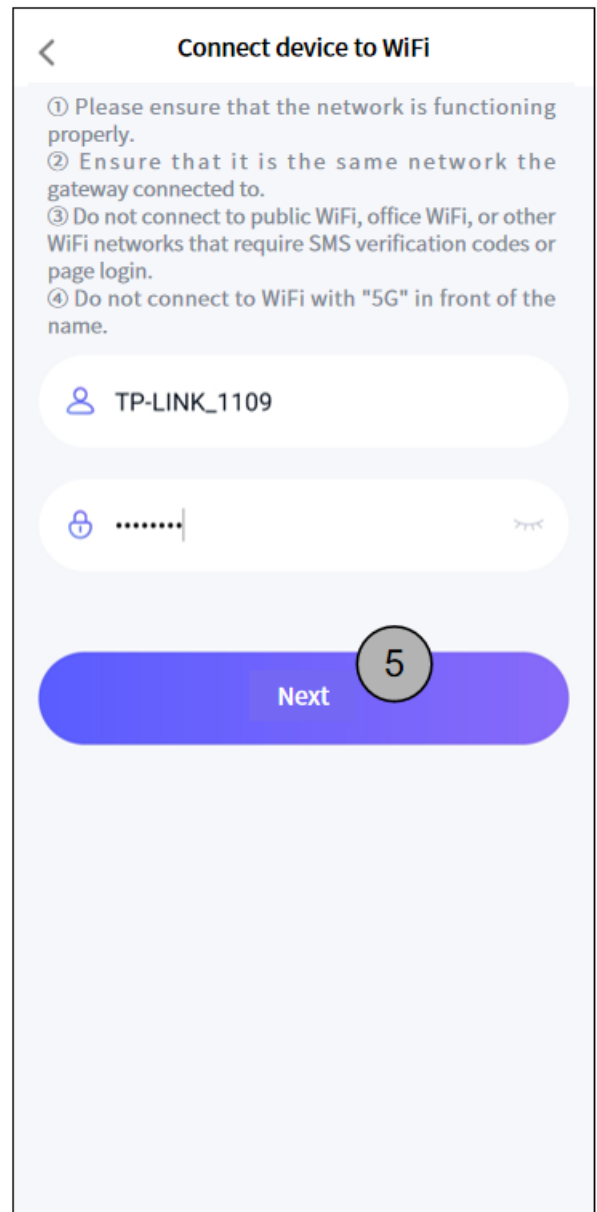 Connect device to WiFi
① Please ensure that the network is functioning
properly.
② Ensure that it is the same network the
gateway connected to.
③ Do not connect to public WiFi, office WiFi, or other
WiFi networks that require SMS verification codes or
page login.
④ Do not connect to WiFi with "5G" in front of the
name.
TP-LINK_1109
••••••••
5
Next